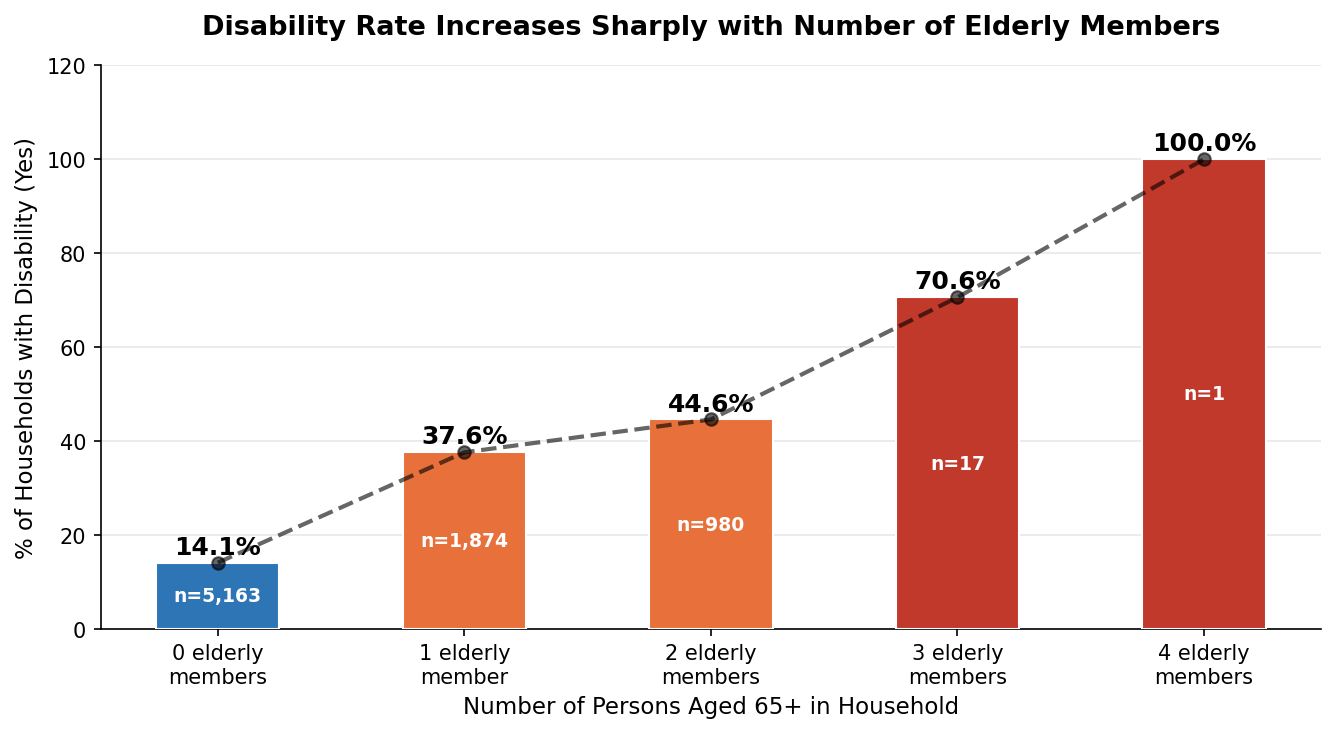 Disability Rate Increases Sharply with Number of Elderly Members
% of Households with Disability (Yes)
120
100
80
60
40
20
0
14.1%
37.6%
44.6%
70.6%
100.0%
n=5,163
n=1,874
n=980
n=17
n=1
0 elderly
members
1 elderly
member
2 elderly
members
3 elderly
members
4 elderly
members
Number of Persons Aged 65+ in Household